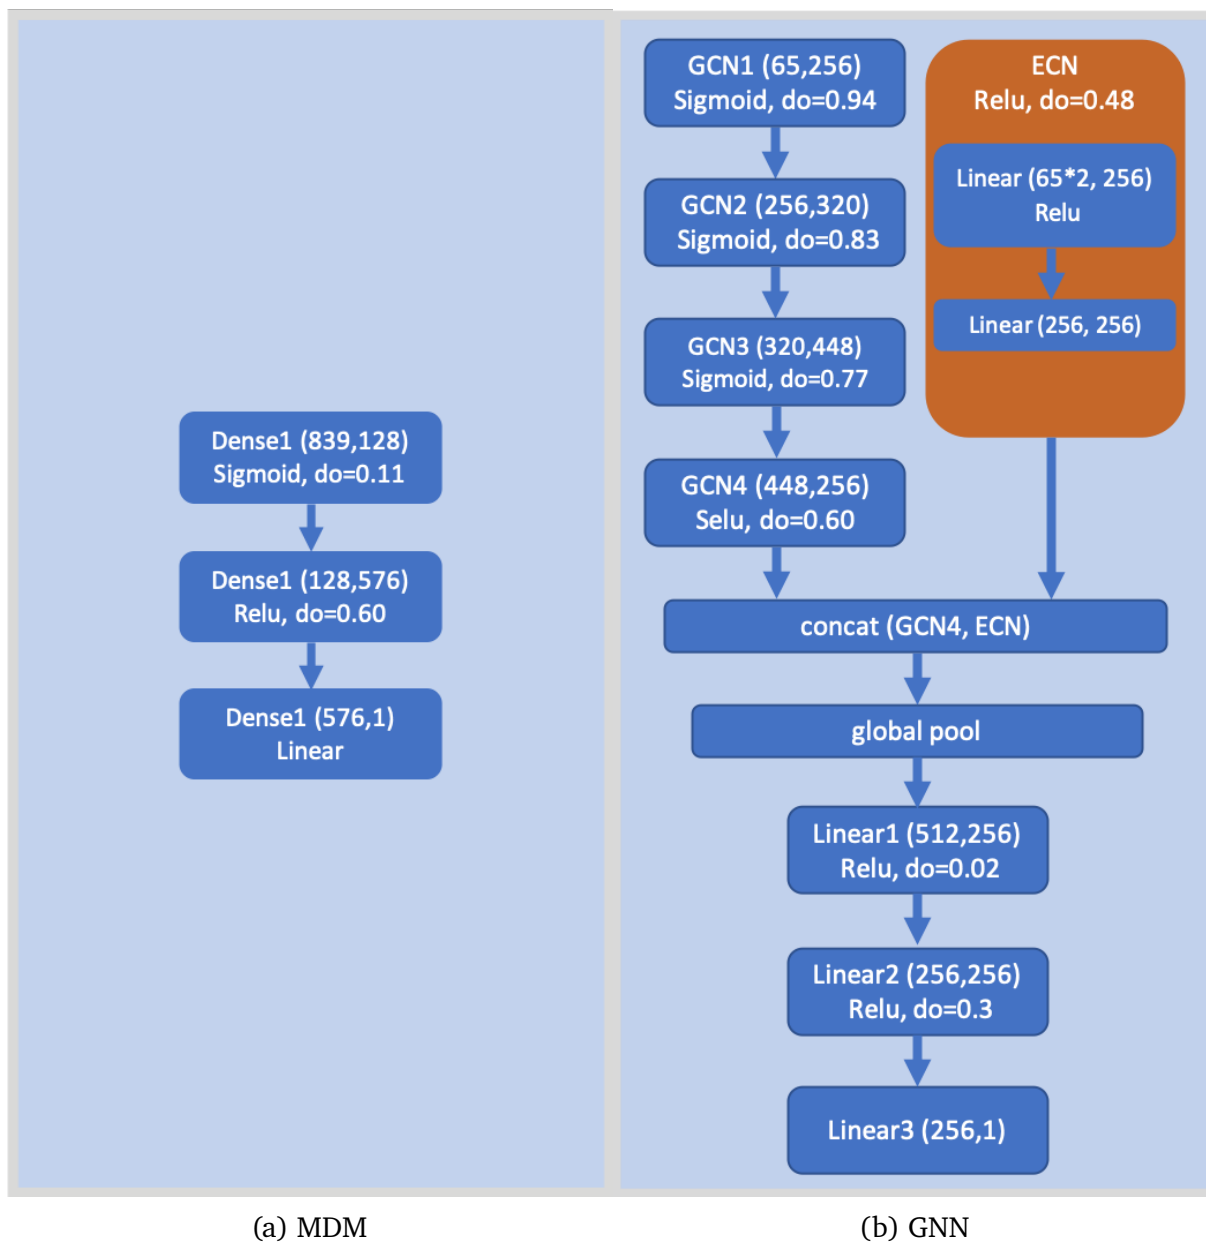 Dense1 (839,128)
Sigmoid, do=0.11
Dense1 (128,576)
Relu, do=0.60
Dense1 (576,1)
Linear
(a) MDM
GCN1 (65,256)
Sigmoid, do=0.94
GCN2 (256,320)
Sigmoid, do=0.83
GCN3 (320,448)
Sigmoid, do=0.77
GCN4 (448,256)
Selu, do=0.60
ECN
Relu, do=0.48
Linear (65*2, 256)
Relu
Linear (256, 256)
concat (GCN4, ECN)
global pool
Linear1 (512,256)
Relu, do=0.02
Linear2 (256,256)
Relu, do=0.3
Linear3 (256,1)
(b) GNN